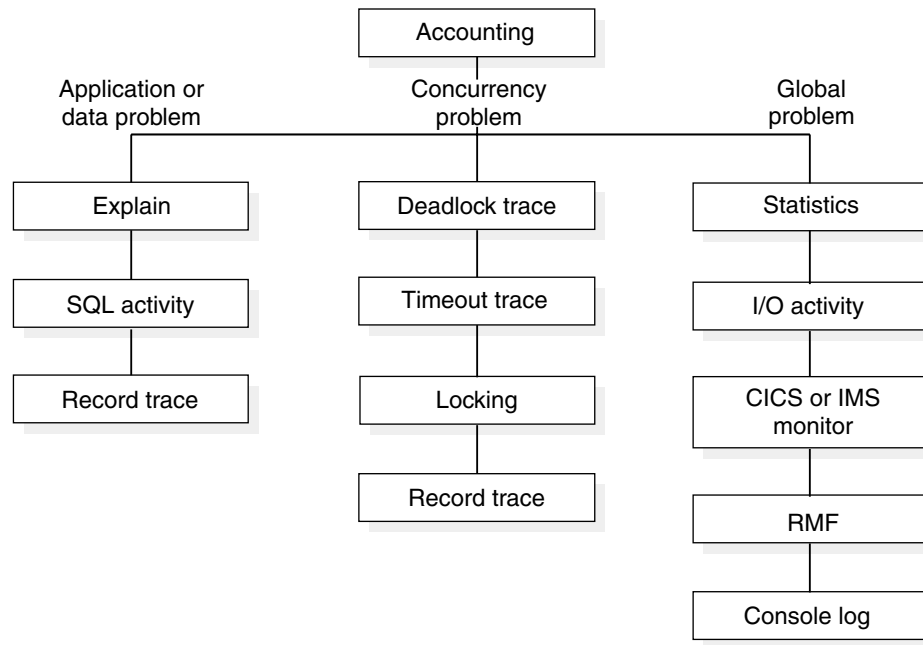 Accounting
Application or
data problem
Concurrency
problem
Global
problem
Explain
Deadlock trace
Statistics
SQL activity
Timeout trace
I/O activity
Record trace
Locking
CICS or IMS
monitor
Record trace
RMF
Console log